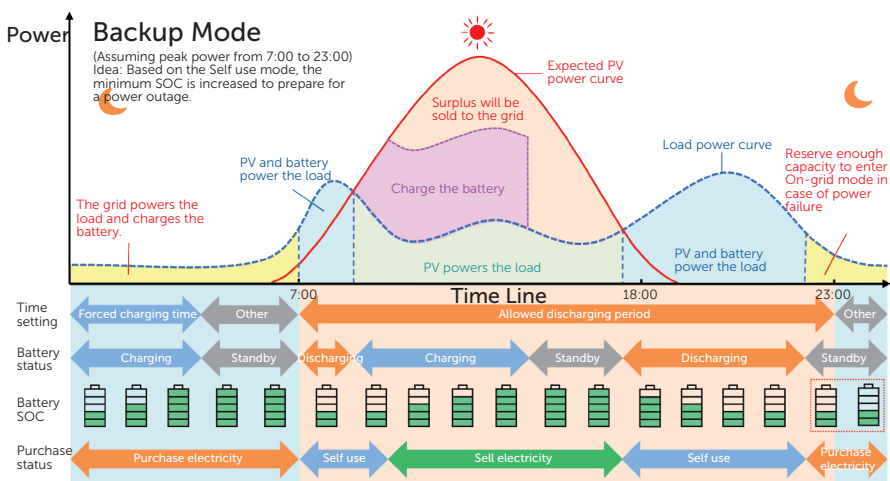 Power
Backup Mode
(Assuming peak power from 7:00 to 23:00)
Idea: Based on the Self use mode, the
minimum SOC is increased to prepare for
a power outage.
Expected PV
power curve
Surplus will be
sold to the grid
Load power curve
Reserve enough
capacity to enter
On-grid mode in
case of power
failure
PV and battery
power the load
Charge the battery
The grid powers the
load and charges the
battery.
PV powers the load
PV and battery
power the load
7:00
Time Line
18:00
23:00
Time
setting
Forced charging time
Other
Allowed discharging period
Other
Battery
status
Charging
Standby
Discharging
Charging
Standby
Discharging
Standby
Battery
SOC
Purchase
status
Purchase electricity
Self use
Sell electricity
Self use
Purchase
electricity